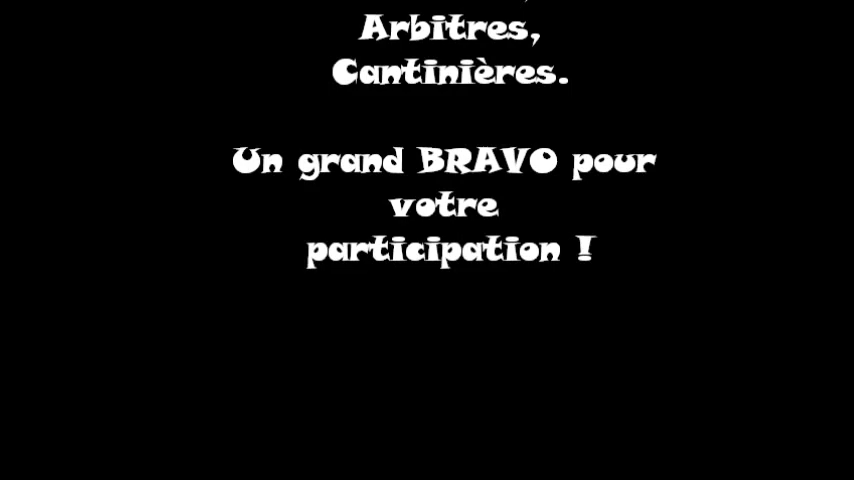 Arbitres,
Cantinières.
Un grand BRAVO pour
votre
participation !